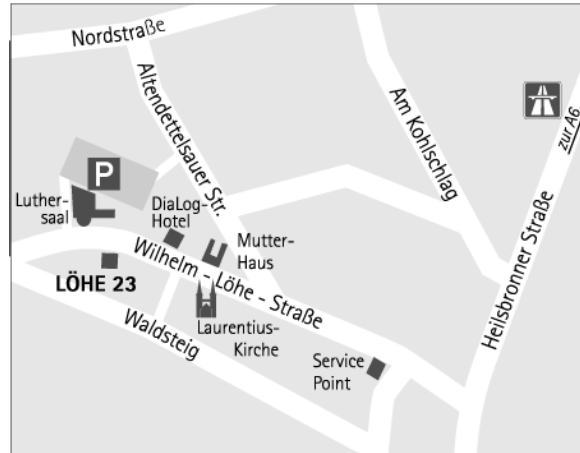 Nordstraße
Altendettelsauer Str.
Am Kohlschlag
zur A6
Heilsbronner Straße
P
Luther-
saal
DiaLog-
Hotel
Mutter-
Haus
Wilhelm - Löhe - Straße
LÖHE 23
Laurentius-
Kirche
Waldsteig
Service
Point